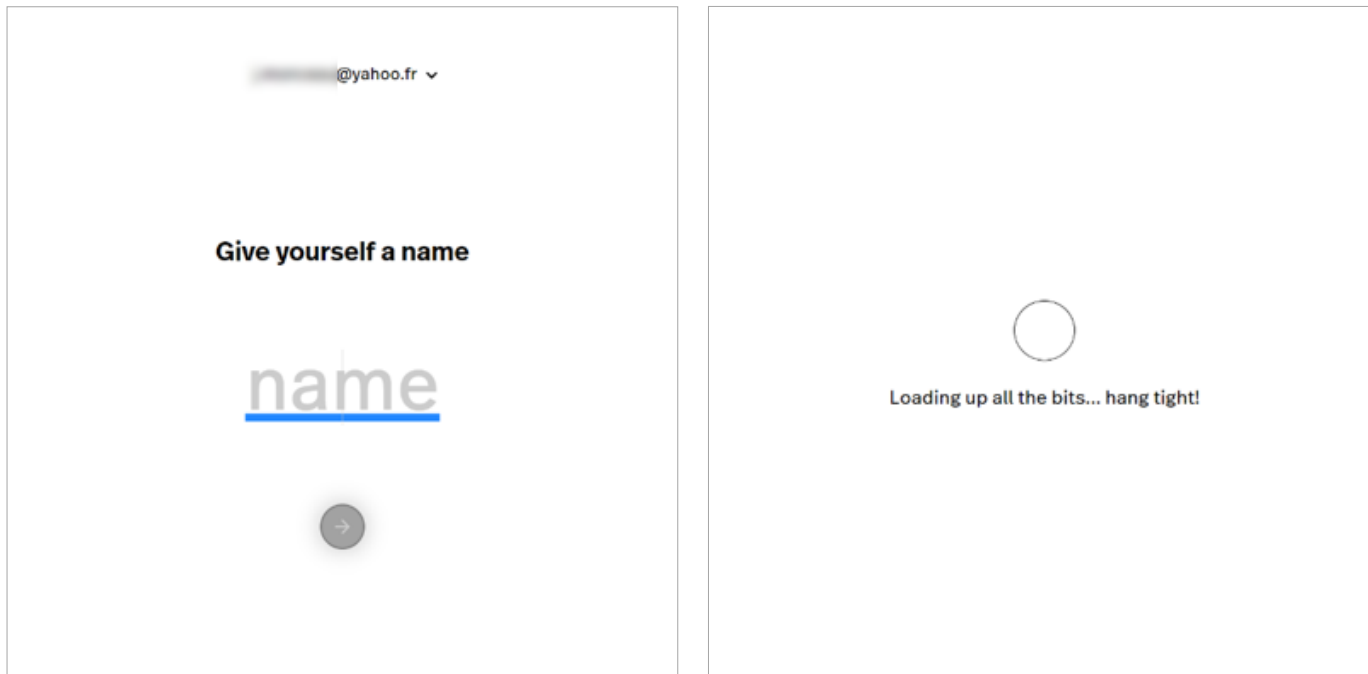 @yahoo.fr
Give yourself a name
name
Loading up all the bits... hang tight!